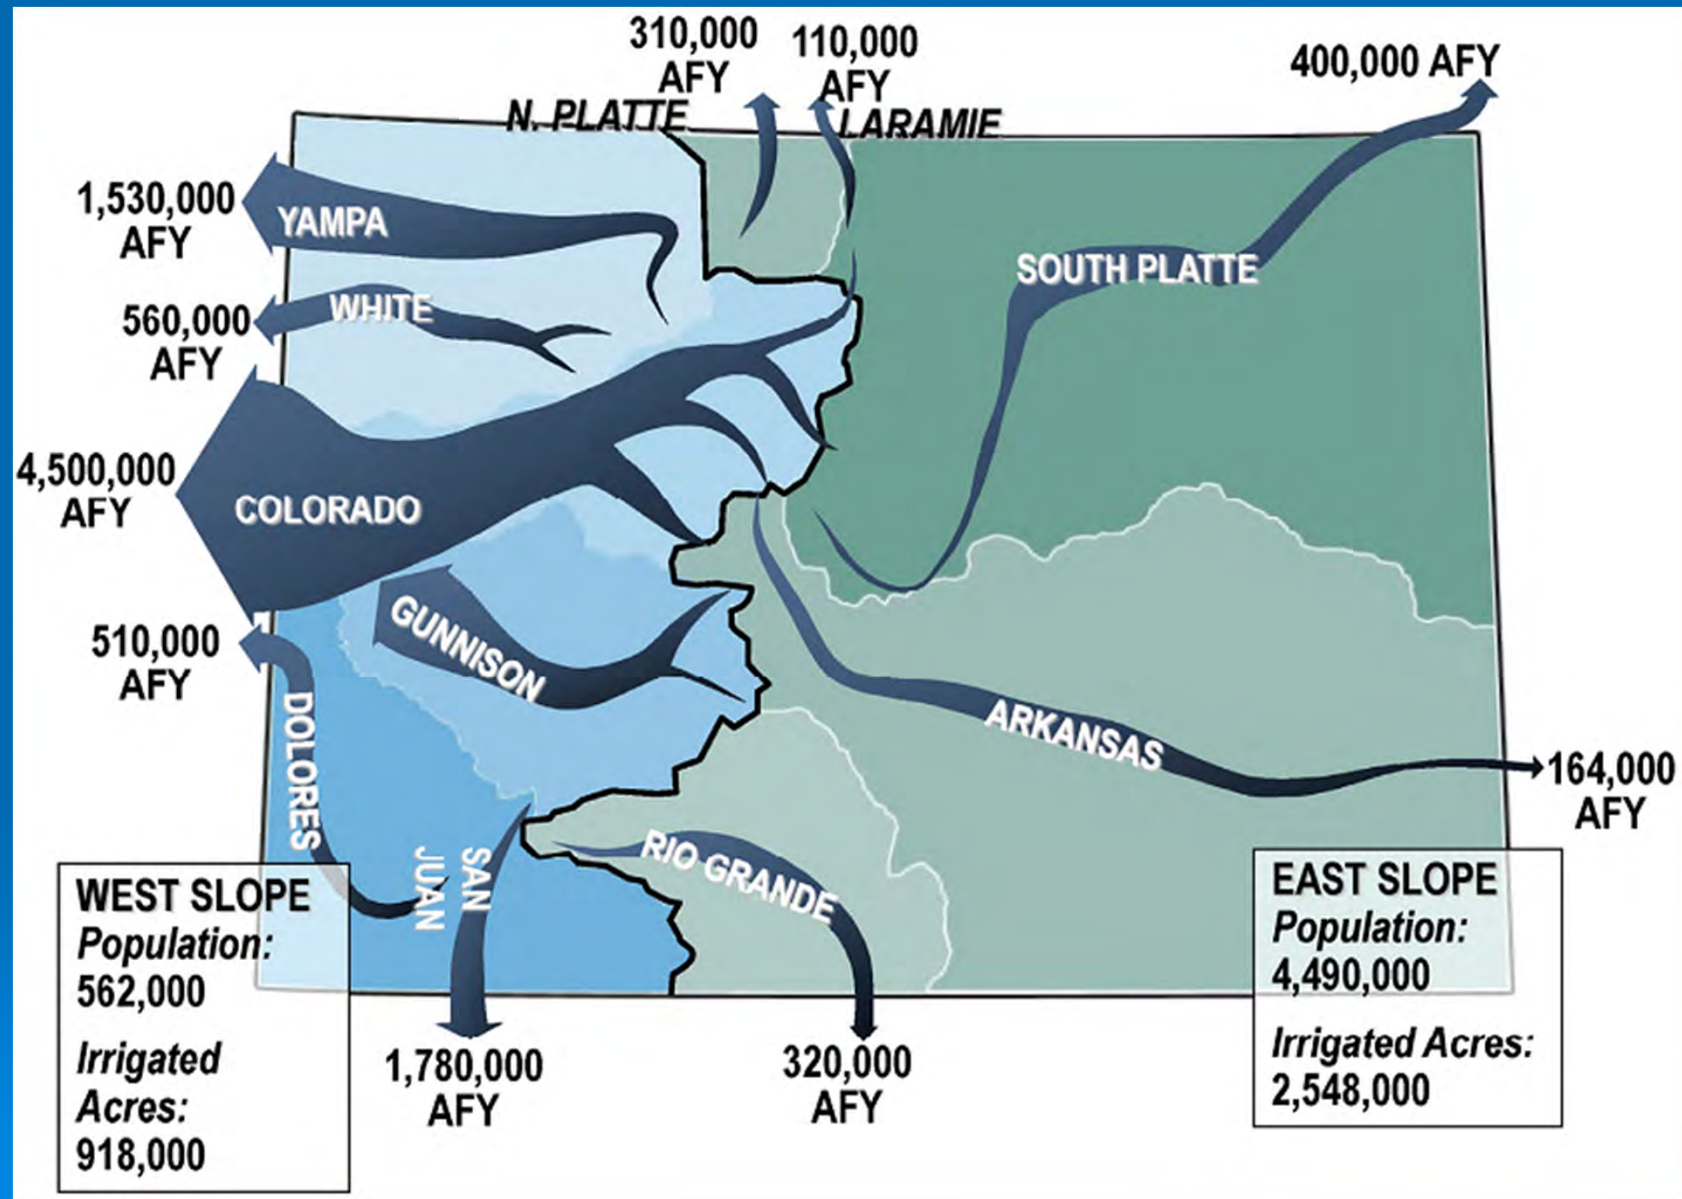 310,000
AFY
110,000
AFY
400,000 AFY
N. PLATTE
LARAMIE
1,530,000
AFY
YAMPA
SOUTH PLATTE
560,000
AFY
WHITE
4,500,000
AFY
COLORADO
510,000
AFY
GUNNISON
DOLORES
ARKANSAS
164,000
AFY
SAN
JUAN
RIO GRANDE
WEST SLOPE
Population:
562,000
Irrigated
Acres:
918,000
1,780,000
AFY
320,000
AFY
EAST SLOPE
Population:
4,490,000
Irrigated Acres:
2,548,000